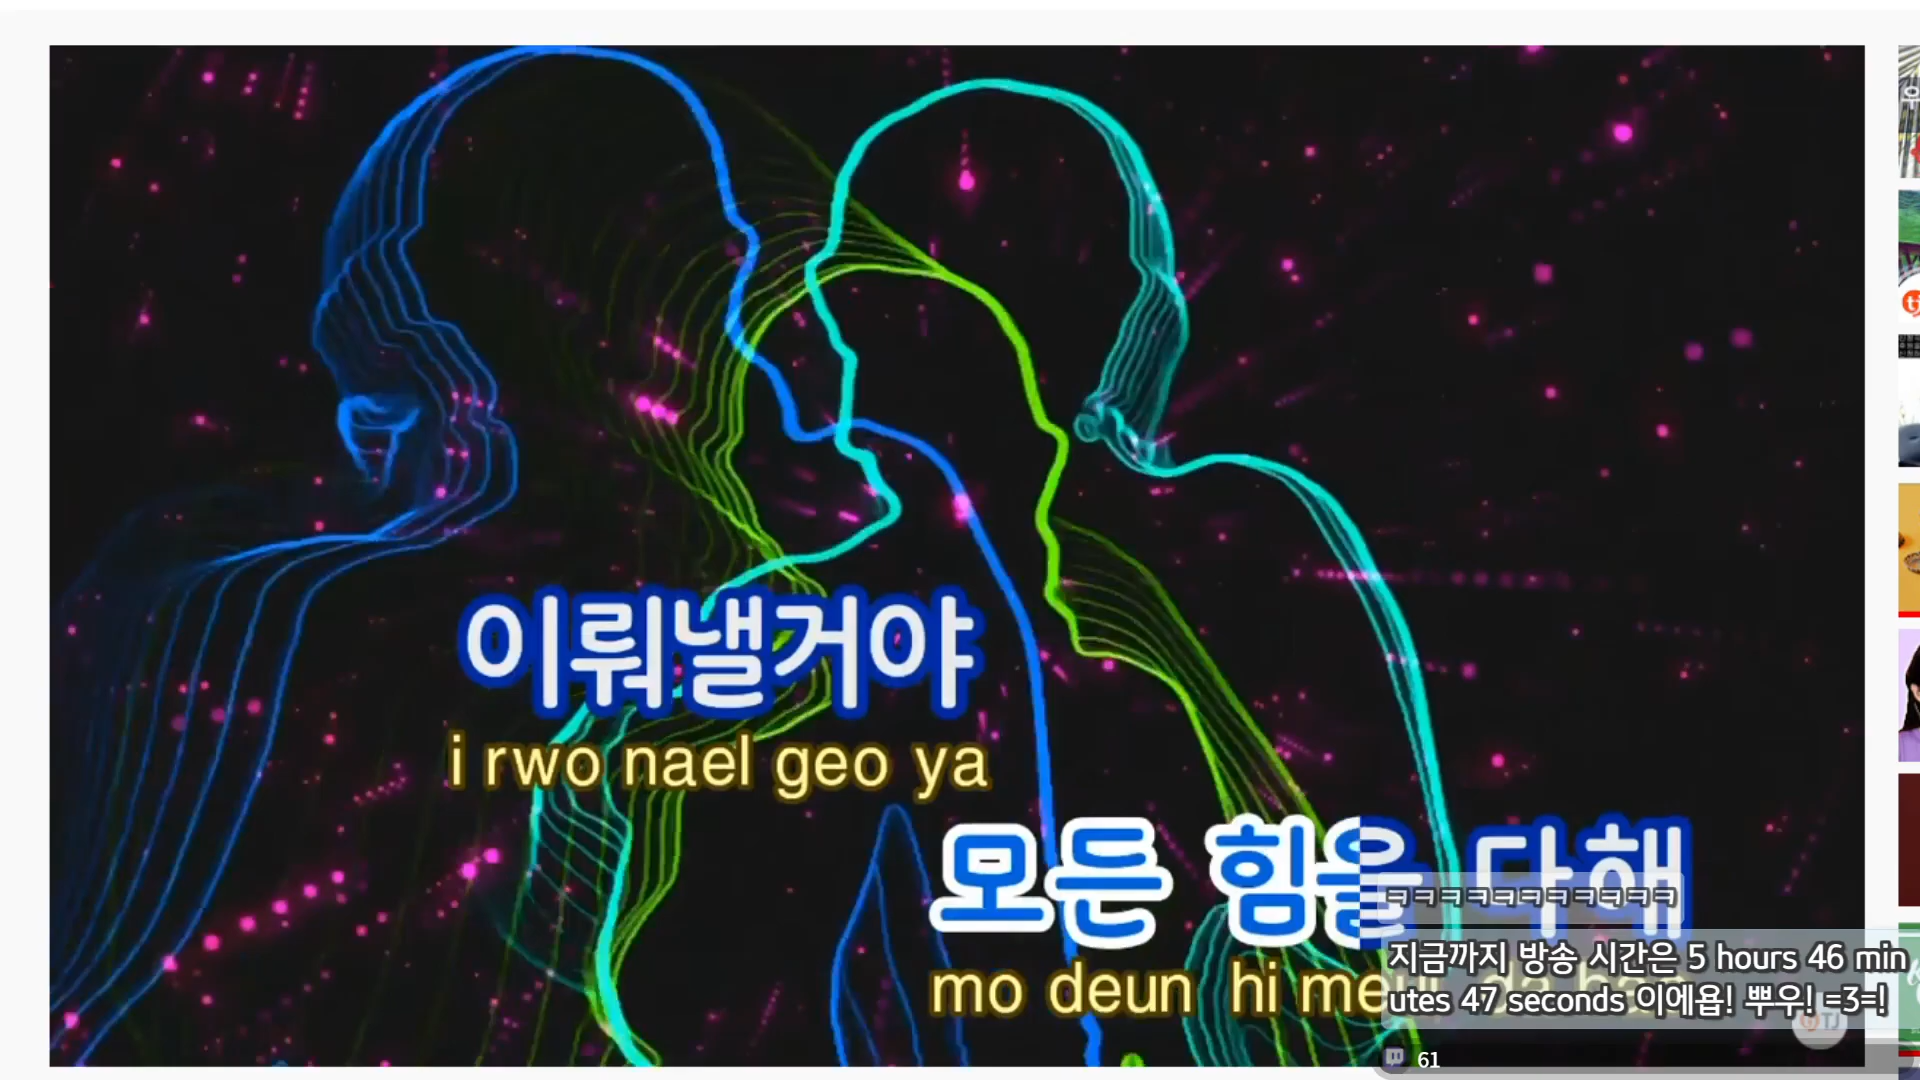 이뤄낼거야
i rwo nael geo ya
모든 힘을 다해
mo deun hi me
ㅋㅋㅋㅋㅋㅋㅋㅋㅋㅋㅋ
지금까지 방송 시간은 5 hours 46 min
utes 47 seconds 이에욥! 뿌우! =3=!
TJ
61